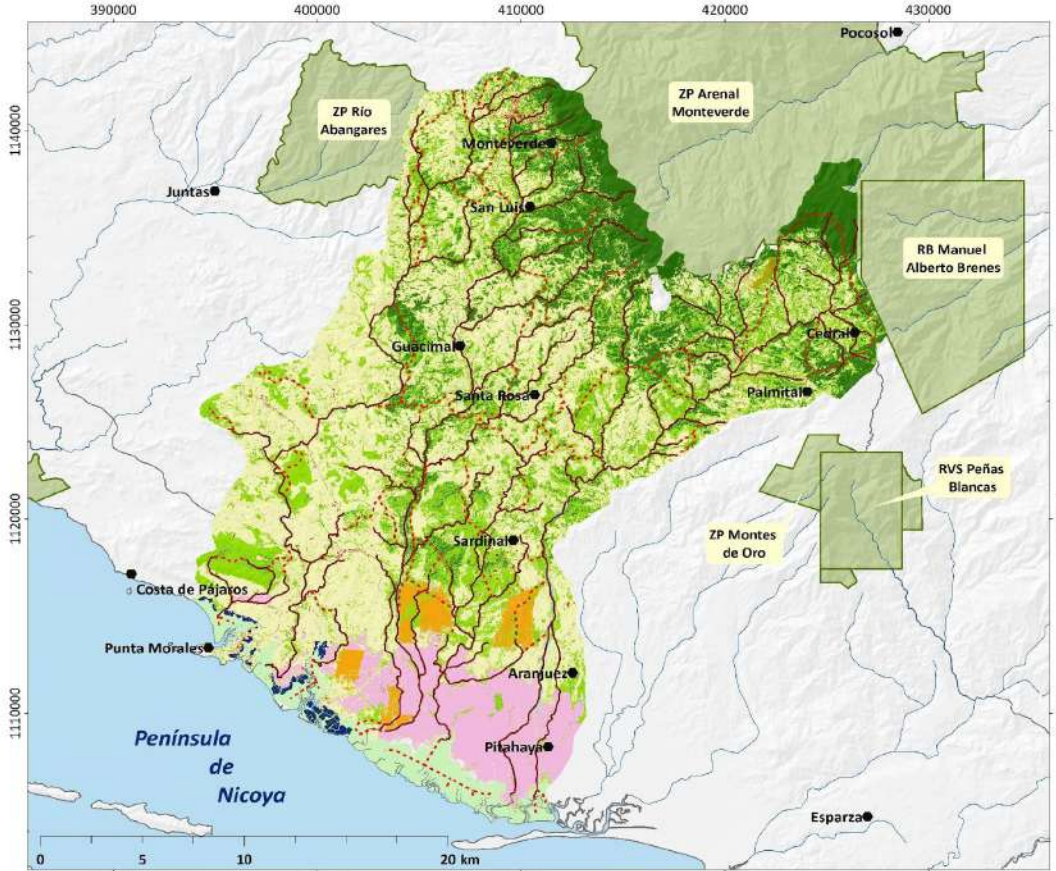 390000
400000
410000
420000
430000
Pocosol
ZP Río
Abangares
ZP Arenal
Monteverde
1140000
Monteverde
Juntas
San Luis
RB Manuel
Alberto Brenes
1130000
Guacimal
Cedral
Santa Rosa
Palmital
RVS Peñas
Blancas
1120000
Sardinal
ZP Montes
de Oro
Costa de Pájaros
Punta Morales
Aranjuez
1110000
Pitahaya
Península
de
Nicoya
Esparza
0
5
10
20 km